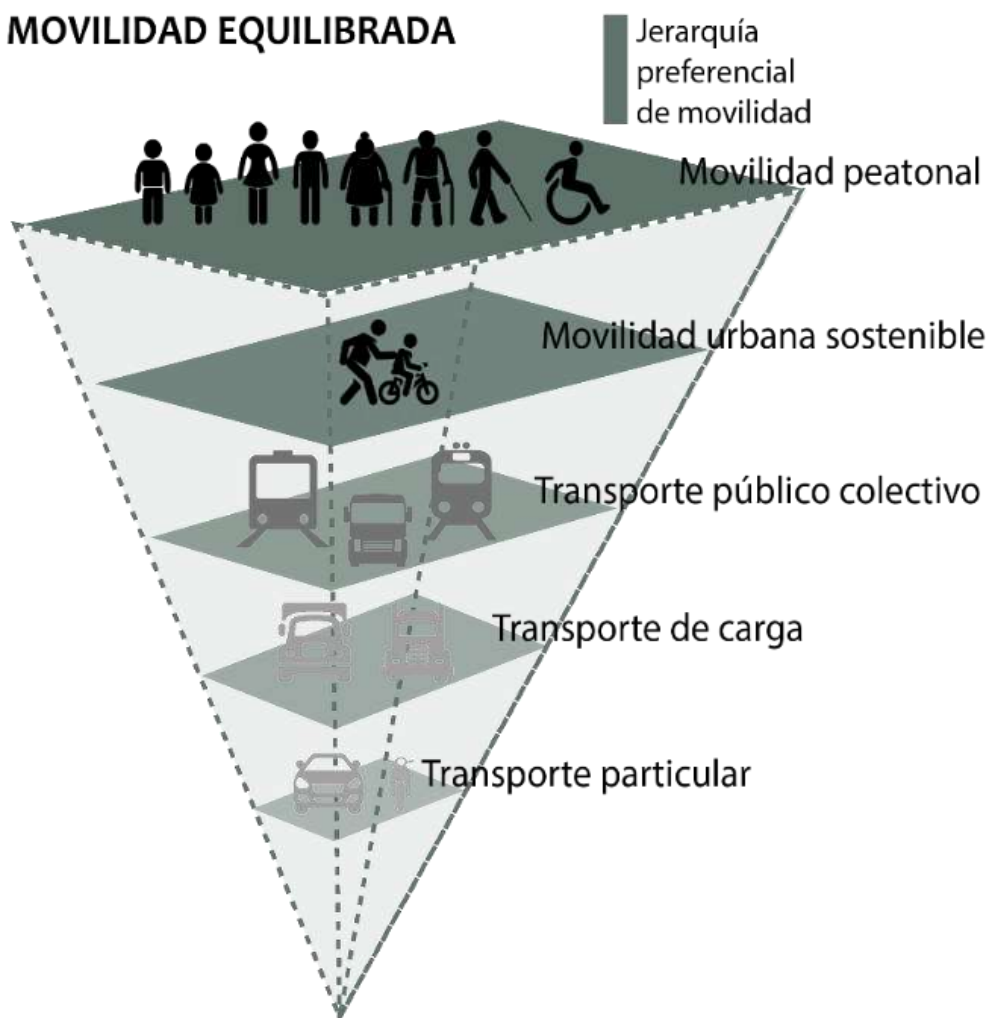 MOVILIDAD EQUILIBRADA
Jerarquía
preferencial
de movilidad
Movilidad peatonal
Movilidad urbana sostenible
Transporte público colectivo
Transporte de carga
Transporte particular